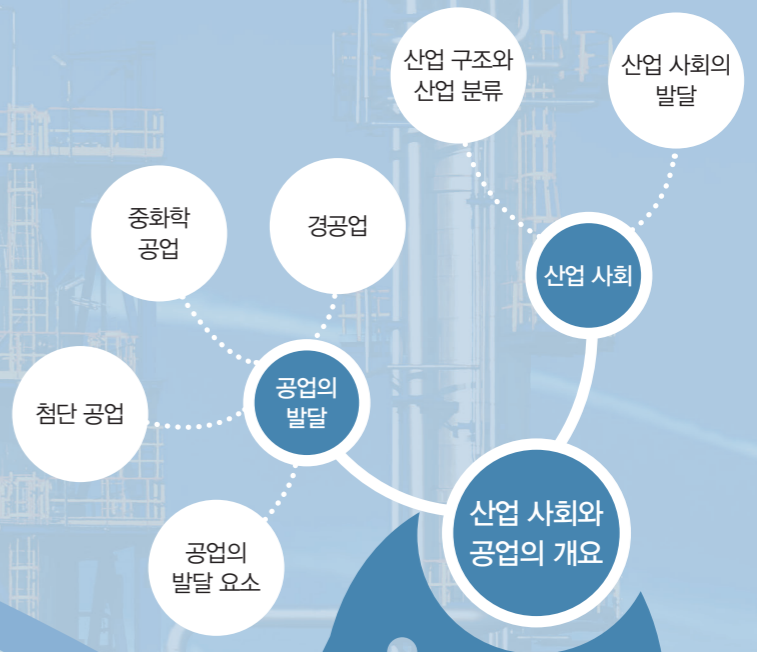 산업 구조와
산업 분류
산업 사회의
발달
중화학
공업
경공업
산업 사회
공업의
발달
첨단 공업
산업 사회와
공업의 개요
공업의
발달 요소